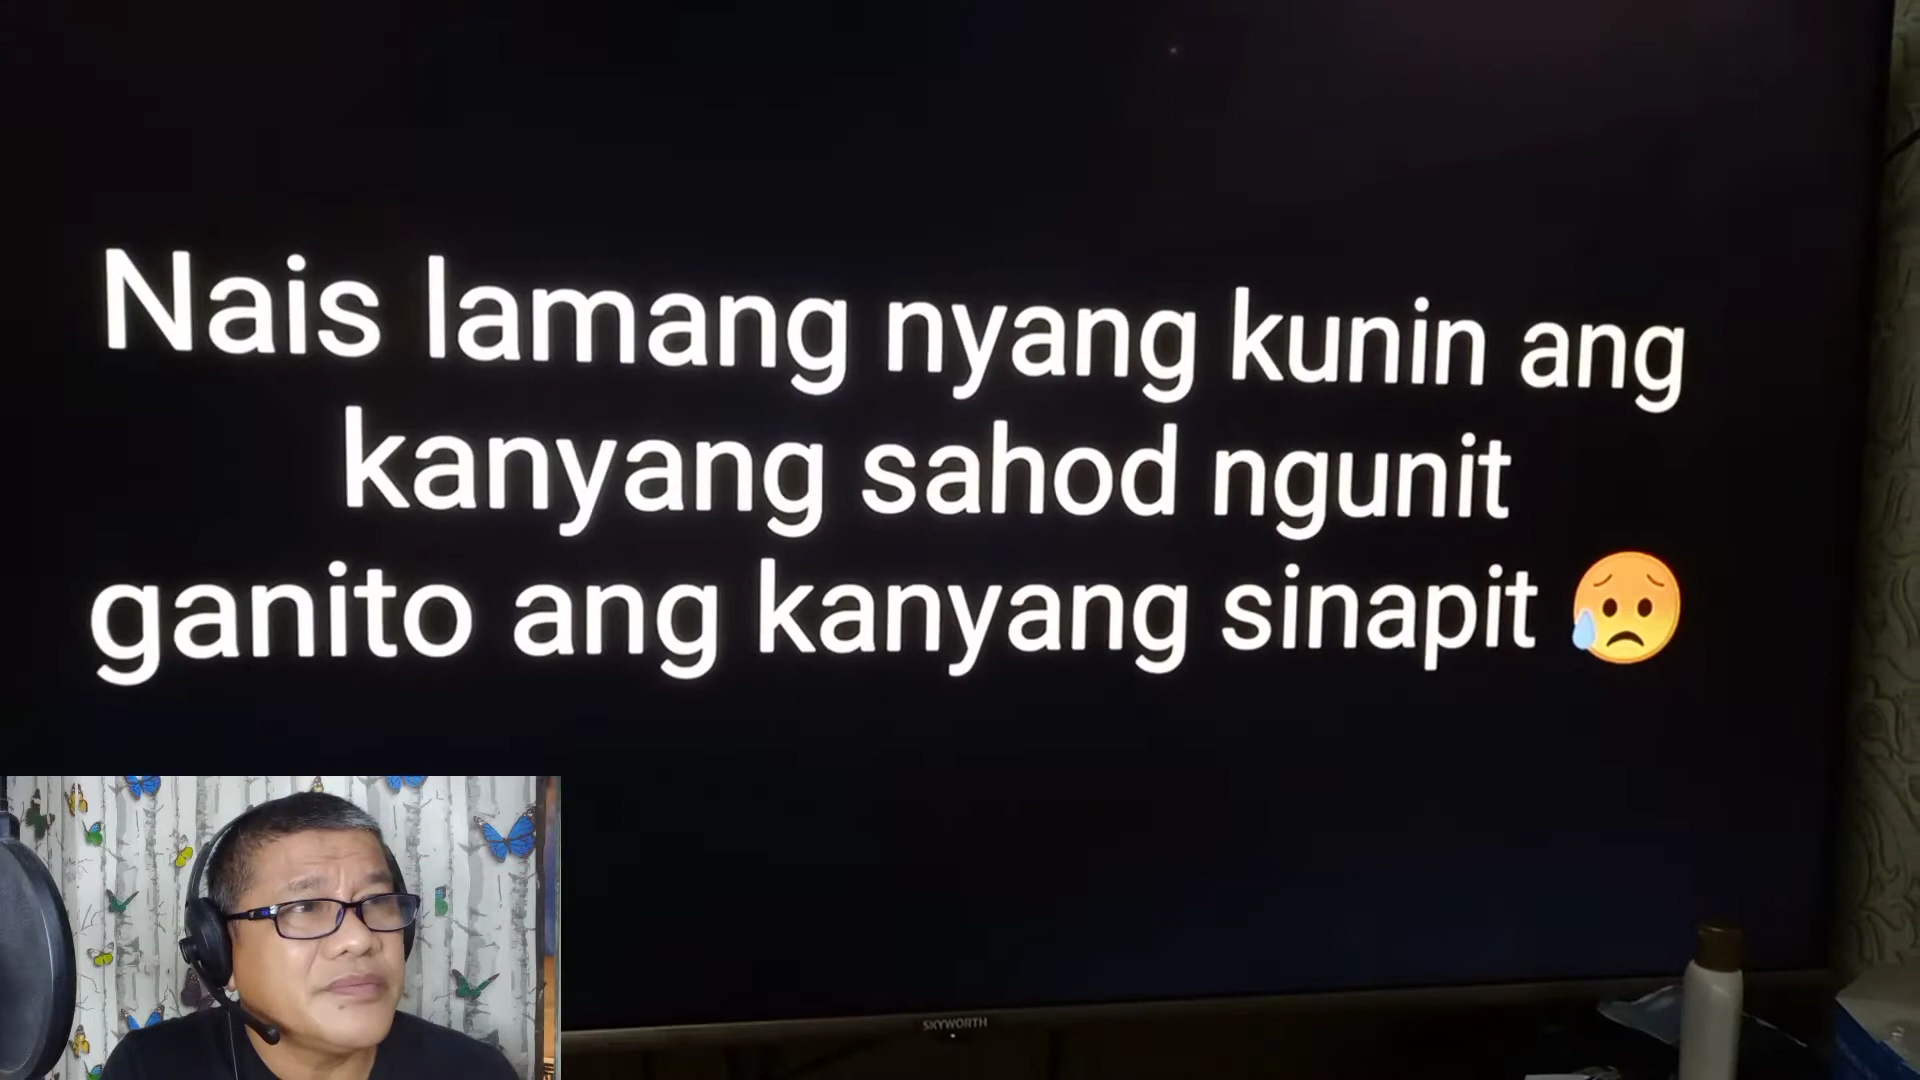 Nais lamang nyang kunin ang
kanyang sahod ngunit
ganito ang kanyang sinapit 😥
SKYWORTH